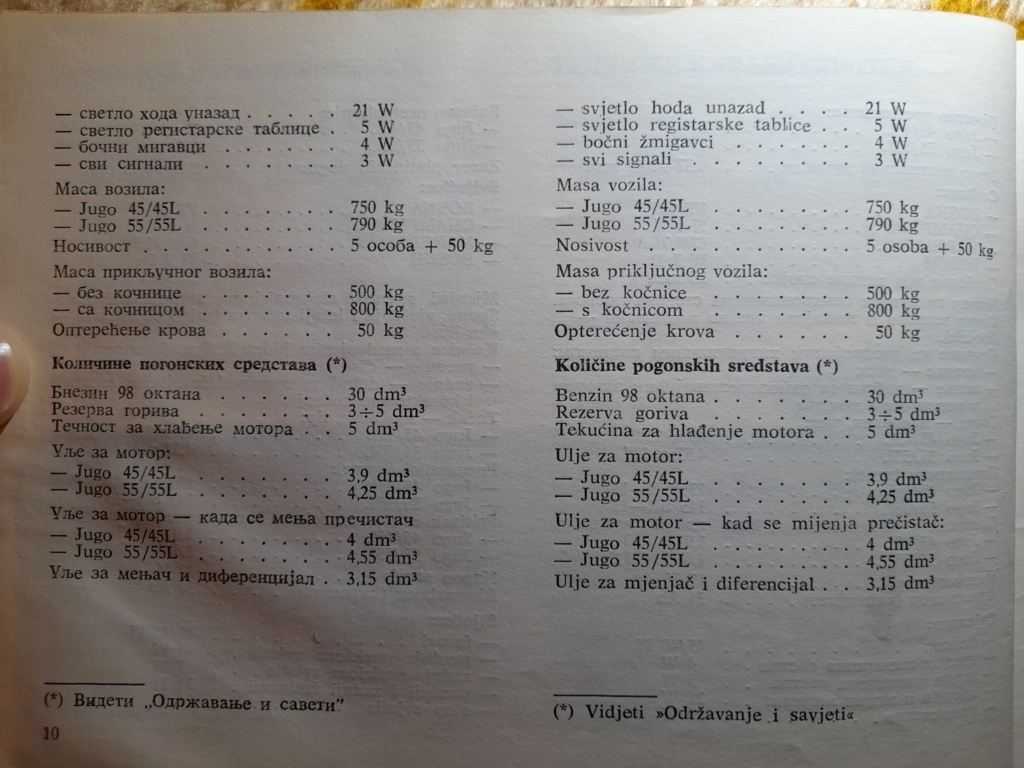 — светло хода уназад . . . . . 21 W
— светло регистарске таблице . . 5 W
— бочни мигавци . . . . . . 4 W
— сви сигнали . . . . . . . 3 W
Маса возила:
— Jugo 45/45L . . . . . . . 750 kg
— Jugo 55/55L . . . . . . . 790 kg
Носивост . . . . . . . . . . 5 особа + 50 kg
Маса прикључног возила:
— без кочнице . . . . . . . 500 kg
— са кочницом . . . . . . . 800 kg
Оптерећење крова . . . . . . 50 kg
Количине погонских средстава (*)
Бнезин 98 октана . . . . . . 30 dm³
Резерва горива . . . . . . . 3÷5 dm³
Течност за хлађење мотора . . 5 dm³
Уље за мотор:
— Jugo 45/45L . . . . . . . 3,9 dm³
— Jugo 55/55L . . . . . . . 4,25 dm³
Уље за мотор — када се мења пречистач
— Jugo 45/45L . . . . . . . 4 dm³
— Jugo 55/55L . . . . . . . 4,55 dm³
Уље за мењач и диференцијал . 3,15 dm³
(*) Видети „Одржавање и савети”
10
— svjetlo hoda unazad . . . . 21 W
— svjetlo registarske tablice . . 5 W
— bočni žmigavci . . . . . . 4 W
— svi signali . . . . . . . 3 W
Masa vozila:
— Jugo 45/45L . . . . . . . 750 kg
— Jugo 55/55L . . . . . . . 790 kg
Nosivost . . . . . . . . . . 5 osoba + 50 kg
Masa priključnog vozila:
— bez kočnice . . . . . . . 500 kg
— s kočnicom . . . . . . . 800 kg
Opterećenje krova . . . . . . 50 kg
Količine pogonskih sredstava (*)
Benzin 98 oktana . . . . . . 30 dm³
Rezerva goriva . . . . . . . 3÷5 dm³
Tekućina za hlađenje motora . . 5 dm³
Ulje za motor:
— Jugo 45/45L . . . . . . . 3,9 dm³
— Jugo 55/55L . . . . . . . 4,25 dm³
Ulje za motor — kad se mijenja prečistač:
— Jugo 45/45L . . . . . . . 4 dm³
— Jugo 55/55L . . . . . . . 4,55 dm³
Ulje za mjenjač i diferencijal . . 3,15 dm³
(*) Vidjeti »Održavanje i savjeti«